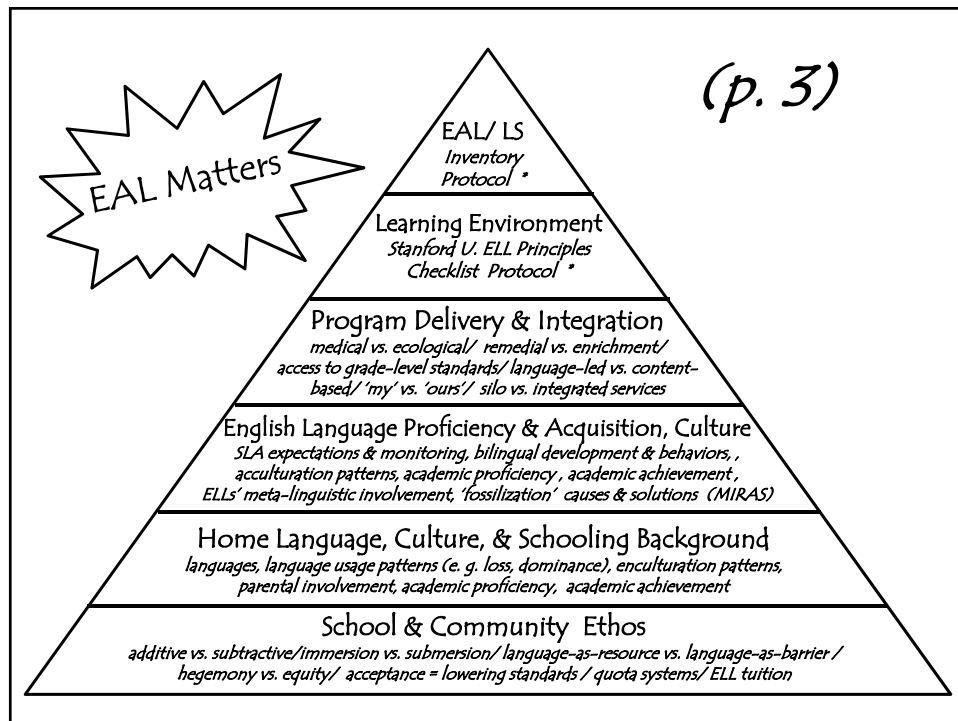 (p. 3)
EAL Matters
EAL/ LS
Inventory
Protocol *
Learning Environment
Stanford U. ELL Principles
Checklist Protocol *
Program Delivery & Integration
medical vs. ecological/ remedial vs. enrichment/
access to grade-level standards/ language-led vs. content-
based/ ‘my’ vs. ‘ours’/ silo vs. integrated services
English Language Proficiency & Acquisition, Culture
SLA expectations & monitoring, bilingual development & behaviors, ,
acculturation patterns, academic proficiency , academic achievement ,
ELLs’ meta-linguistic involvement, ‘fossilization’ causes & solutions (MIRAS)
Home Language, Culture, & Schooling Background
languages, language usage patterns (e. g. loss, dominance), enculturation patterns,
parental involvement, academic proficiency, academic achievement
School & Community Ethos
additive vs. subtractive/immersion vs. submersion/ language-as-resource vs. language-as-barrier /
hegemony vs. equity/ acceptance = lowering standards / quota systems/ ELL tuition